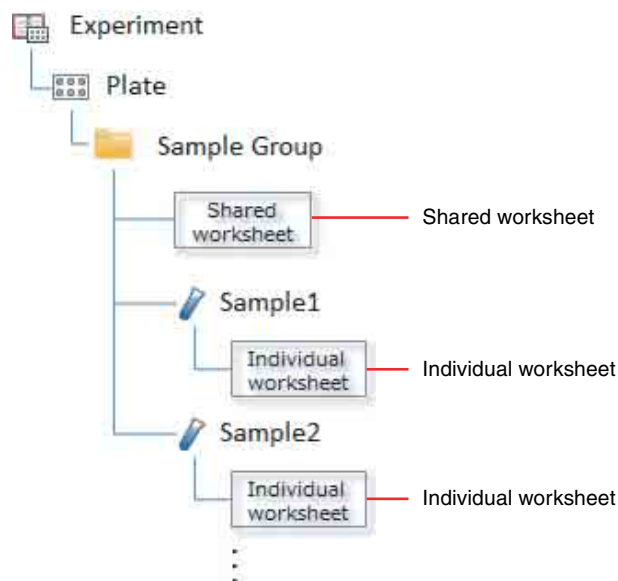 Experiment
Plate
Sample Group
Shared
worksheet
Shared worksheet
Sample1
Individual
worksheet
Individual worksheet
Sample2
Individual
worksheet
Individual worksheet